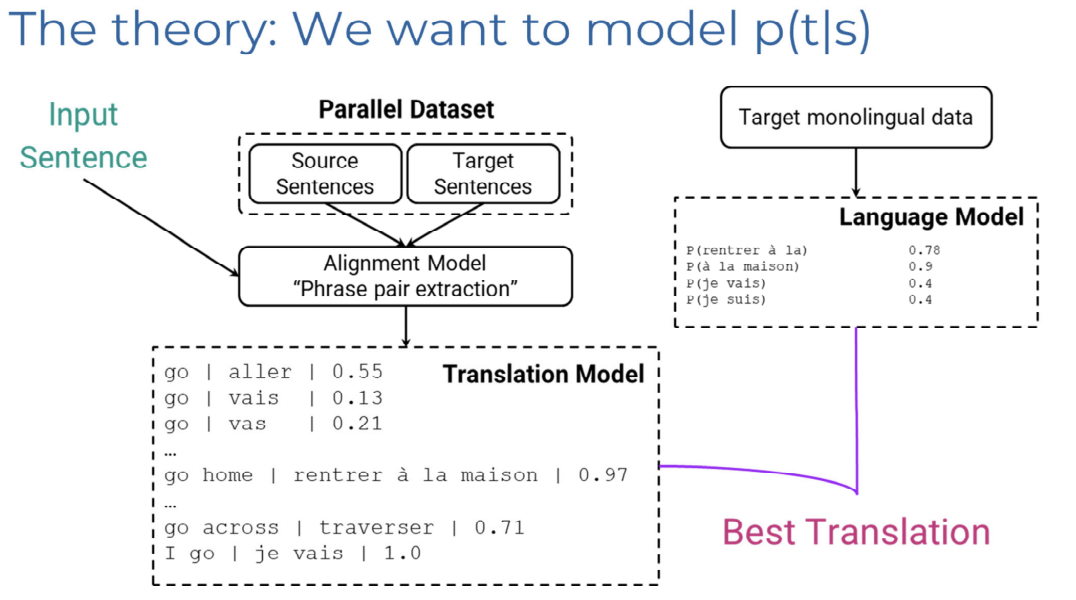 The theory: We want to model p(t|s)
Input
Sentence
Parallel Dataset
Source
Sentences
Target
Sentences
Alignment Model
“Phrase pair extraction”
Translation Model
go | aller | 0.55
go | vais | 0.13
go | vas | 0.21
...
go home | rentrer à la maison | 0.97
...
go across | traverser | 0.71
I go | je vais | 1.0
Target monolingual data
Language Model
P(rentrer à la) 0.78
P(à la maison) 0.9
P(je vais) 0.4
P(je suis) 0.4
Best Translation